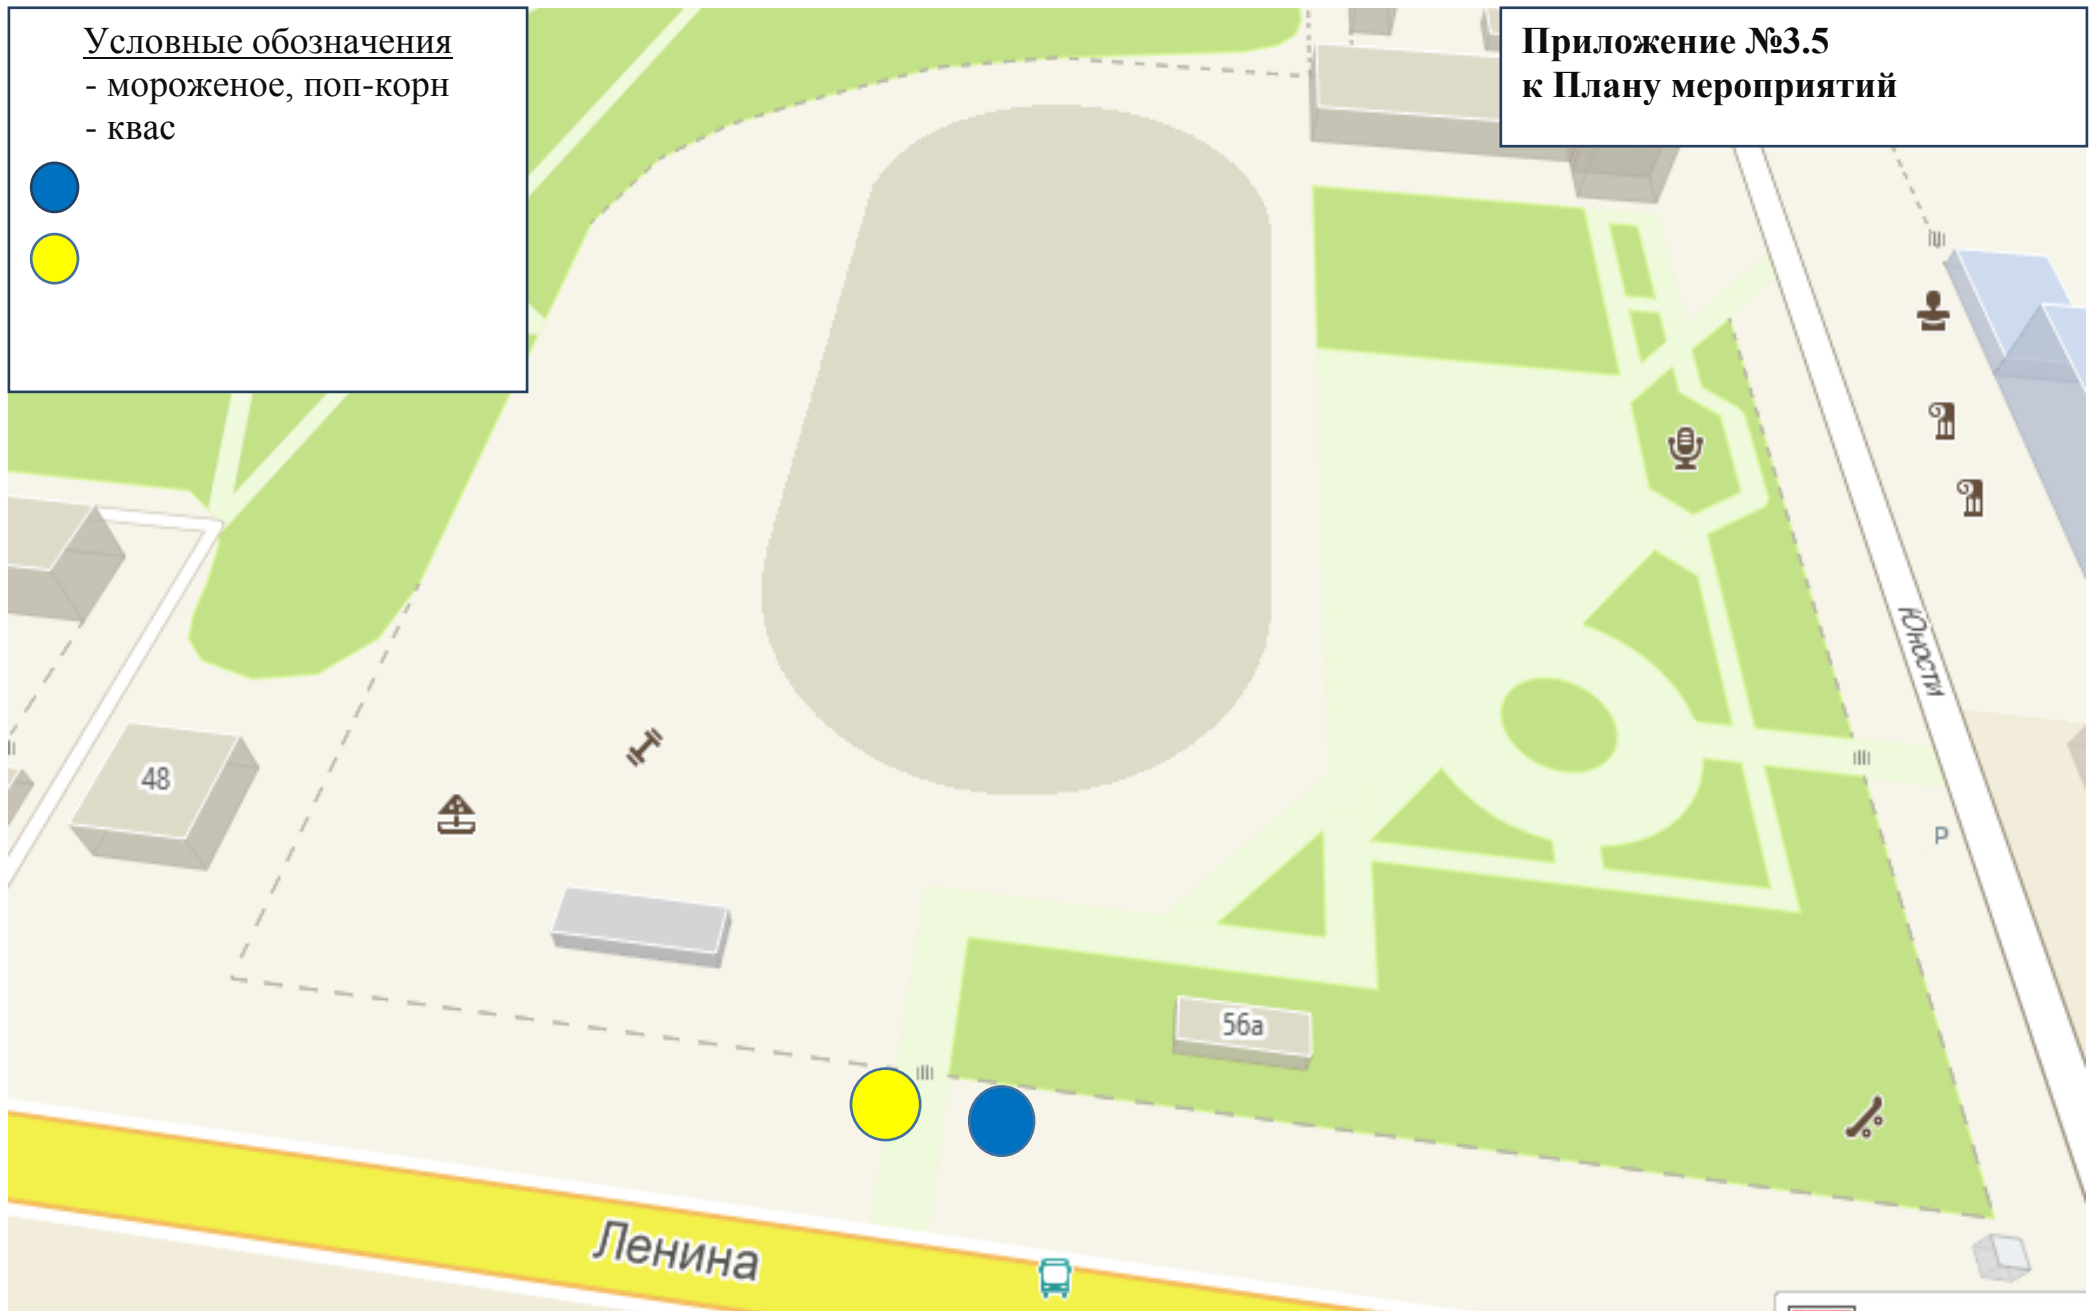 Условные обозначения
- мороженое, поп-корн
- квас
Приложение №3.5
к Плану мероприятий
Юности
48
P
56а
Ленина